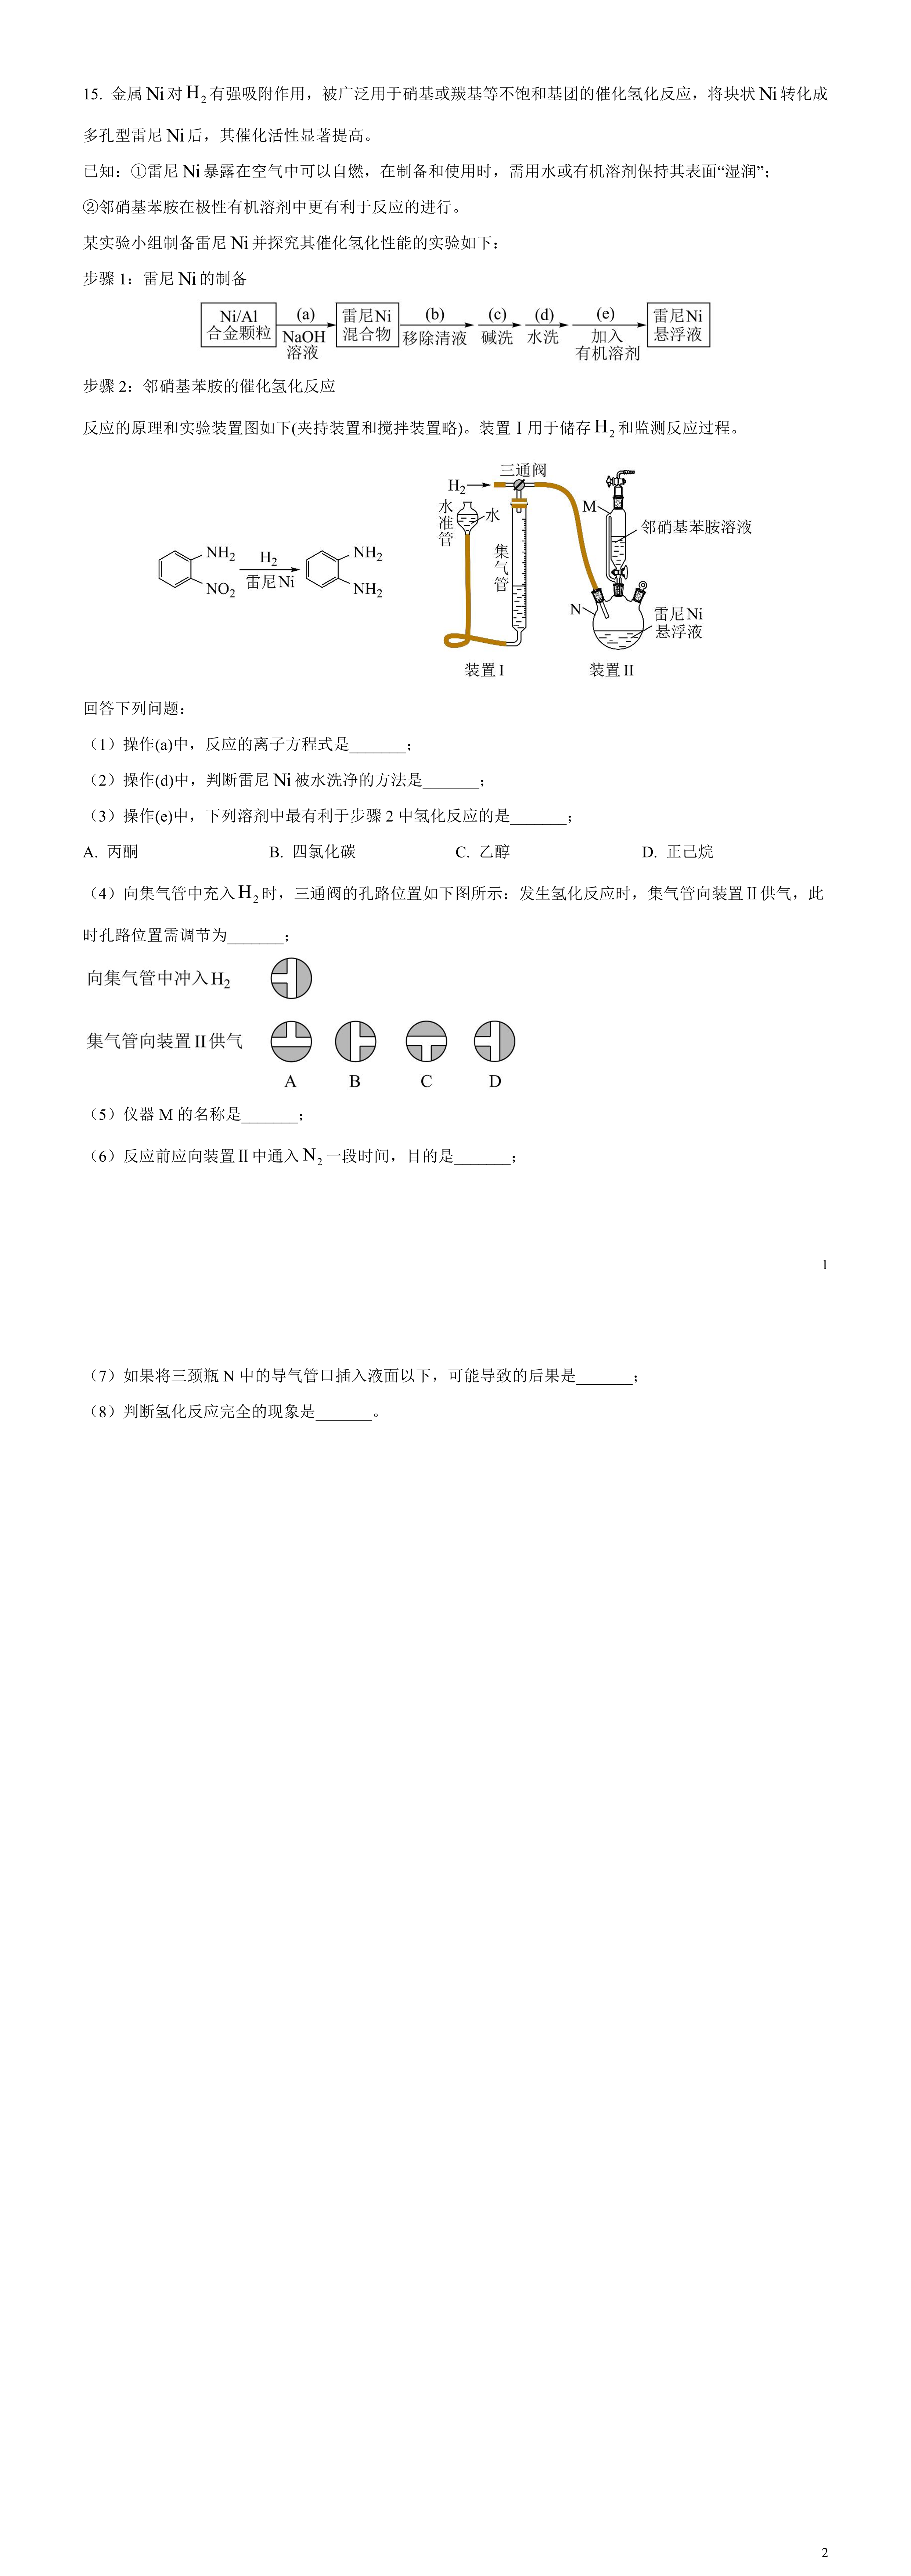 15. 金属 Ni 对 H₂ 有强吸附作用，被广泛用于硝基或羰基等不饱和基团的催化氢化反应，将块状 Ni 转化成
多孔型雷尼 Ni 后，其催化活性显著提高。
已知：①雷尼 Ni 暴露在空气中可以自燃，在制备和使用时，需用水或有机溶剂保持其表面“湿润”；
②邻硝基苯胺在极性有机溶剂中更有利于反应的进行。
某实验小组制备雷尼 Ni 并探究其催化氢化性能的实验如下：
步骤 1：雷尼 Ni 的制备
Ni/Al 合金颗粒 (a) NaOH 溶液 雷尼Ni 混合物 (b) 移除清液 (c) 碱洗 (d) 水洗 (e) 加入 有机溶剂 雷尼Ni 悬浮液
步骤 2：邻硝基苯胺的催化氢化反应
反应的原理和实验装置图如下(夹持装置和搅拌装置略)。装置Ⅰ用于储存 H₂ 和监测反应过程。
三通阀
H₂
水准管
水
集气管
M
邻硝基苯胺溶液
NH₂
NO₂
H₂
雷尼Ni
NH₂
NH₂
N
雷尼Ni
悬浮液
装置I
装置II
回答下列问题：
（1）操作(a)中，反应的离子方程式是_______；
（2）操作(d)中，判断雷尼 Ni 被水洗净的方法是_______；
（3）操作(e)中，下列溶剂中最有利于步骤 2 中氢化反应的是_______；
A. 丙酮 B. 四氯化碳 C. 乙醇 D. 正己烷
（4）向集气管中充入 H₂ 时，三通阀的孔路位置如下图所示：发生氢化反应时，集气管向装置Ⅱ供气，此
时孔路位置需调节为_______；
向集气管中冲入H₂
集气管向装置II供气
A B C D
（5）仪器 M 的名称是_______；
（6）反应前应向装置Ⅱ中通入 N₂ 一段时间，目的是_______；
1
（7）如果将三颈瓶 N 中的导气管口插入液面以下，可能导致的后果是_______；
（8）判断氢化反应完全的现象是_______。
2